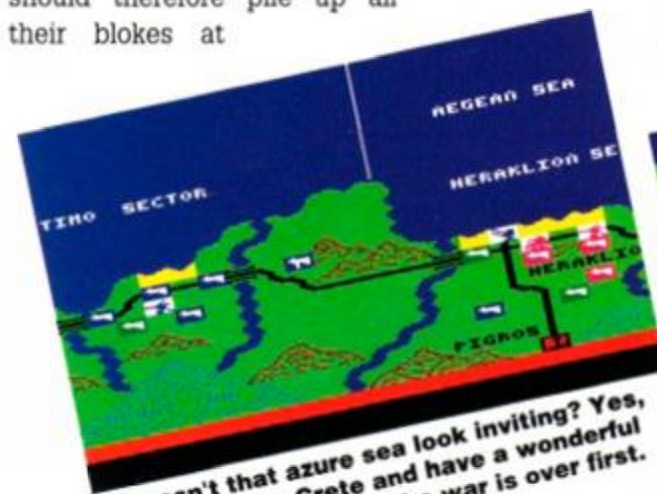 should therefore pile up all
their blokes at
AEGEAN SEA
TIMO SECTOR
HERAKLION SE
HERAKLIO
PIGROS
n't that azure sea look inviting? Yes,
Crete and have a wonderful
war is over first.